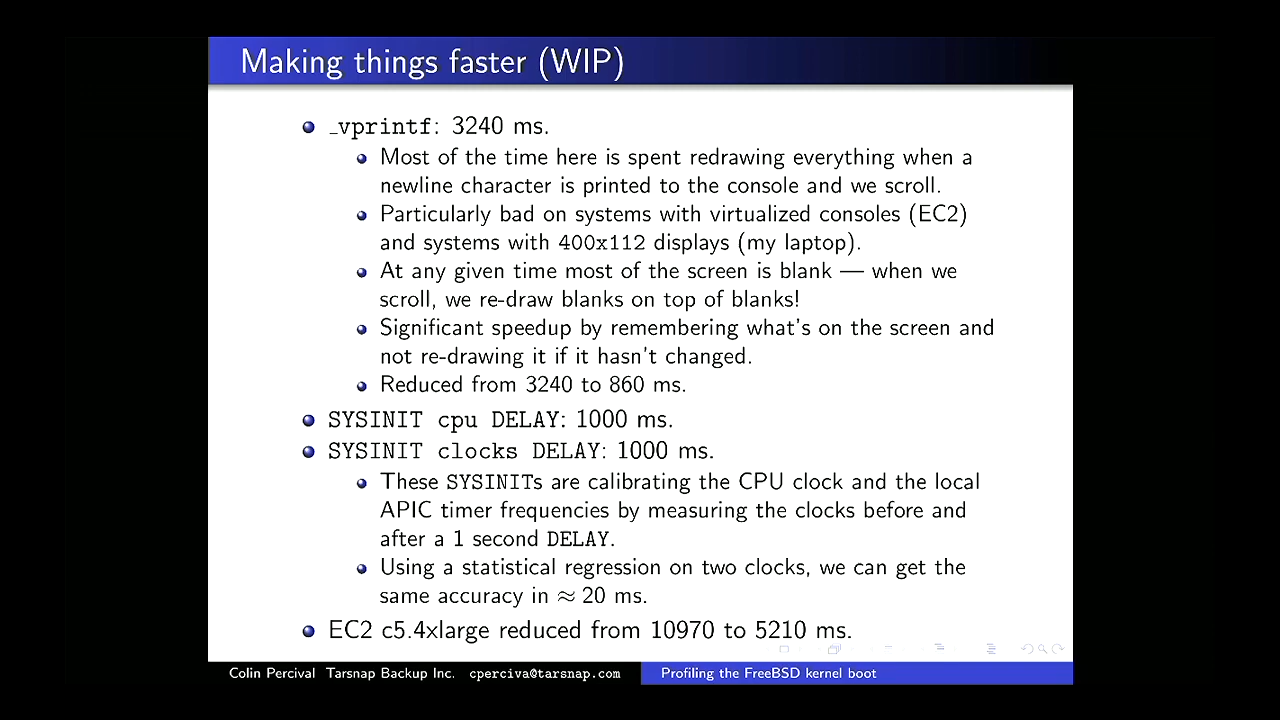 Making things faster (WIP)
_vprintf: 3240 ms.
Most of the time here is spent redrawing everything when a
newline character is printed to the console and we scroll.
Particularly bad on systems with virtualized consoles (EC2)
and systems with 400x112 displays (my laptop).
At any given time most of the screen is blank — when we
scroll, we re-draw blanks on top of blanks!
Significant speedup by remembering what's on the screen and
not re-drawing it if it hasn't changed.
Reduced from 3240 to 860 ms.
SYSINIT cpu DELAY: 1000 ms.
SYSINIT clocks DELAY: 1000 ms.
These SYSINITs are calibrating the CPU clock and the local
APIC timer frequencies by measuring the clocks before and
after a 1 second DELAY.
Using a statistical regression on two clocks, we can get the
same accuracy in ≈ 20 ms.
EC2 c5.4xlarge reduced from 10970 to 5210 ms.
Colin Percival Tarsnap Backup Inc. cperciva@tarsnap.com
Profiling the FreeBSD kernel boot